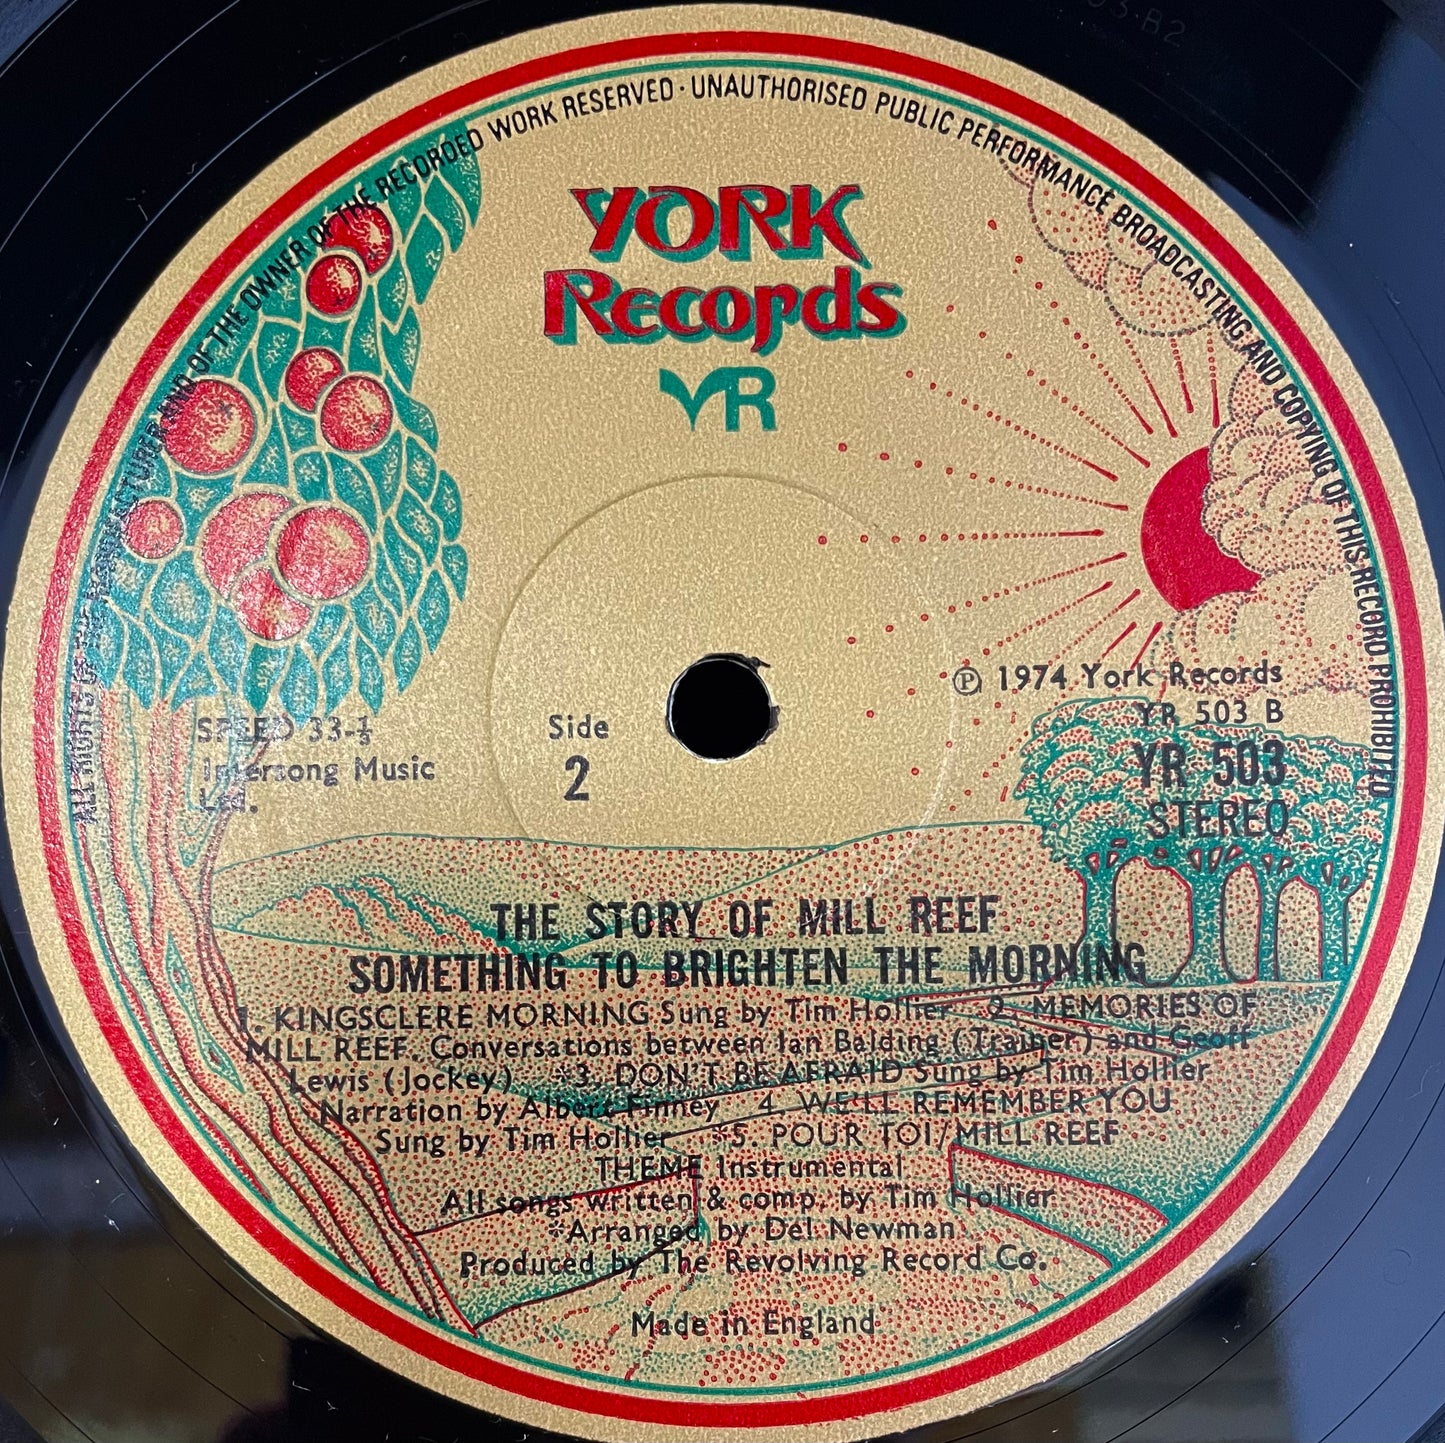 ALL RIGHTS OF THE MANUFACTURER AND OF THE OWNER OF THE RECORDED WORK RESERVED · UNAUTHORISED PUBLIC PERFORMANCE BROADCASTING AND COPYING OF THIS RECORD PROHIBITED
YORK
Records
YR
℗ 1974 York Records
YR 503 B
YR 503
STEREO
SPEED 33-⅓
Intersong Music
Ltd.
Side
2
THE STORY OF MILL REEF
SOMETHING TO BRIGHTEN THE MORNING
1. KINGSCLERE MORNING Sung by Tim Hollier 2. MEMORIES OF
MILL REEF. Conversations between Ian Balding (Trainer) and Geoff
Lewis (Jockey) *3. DON'T BE AFRAID Sung by Tim Hollier
Narration by Albert Finney 4. WE'LL REMEMBER YOU
Sung by Tim Hollier *5. POUR TOI/MILL REEF
THEME Instrumental
All songs written & comp. by Tim Hollier
*Arranged by Del Newman
Produced by The Revolving Record Co.
Made in England